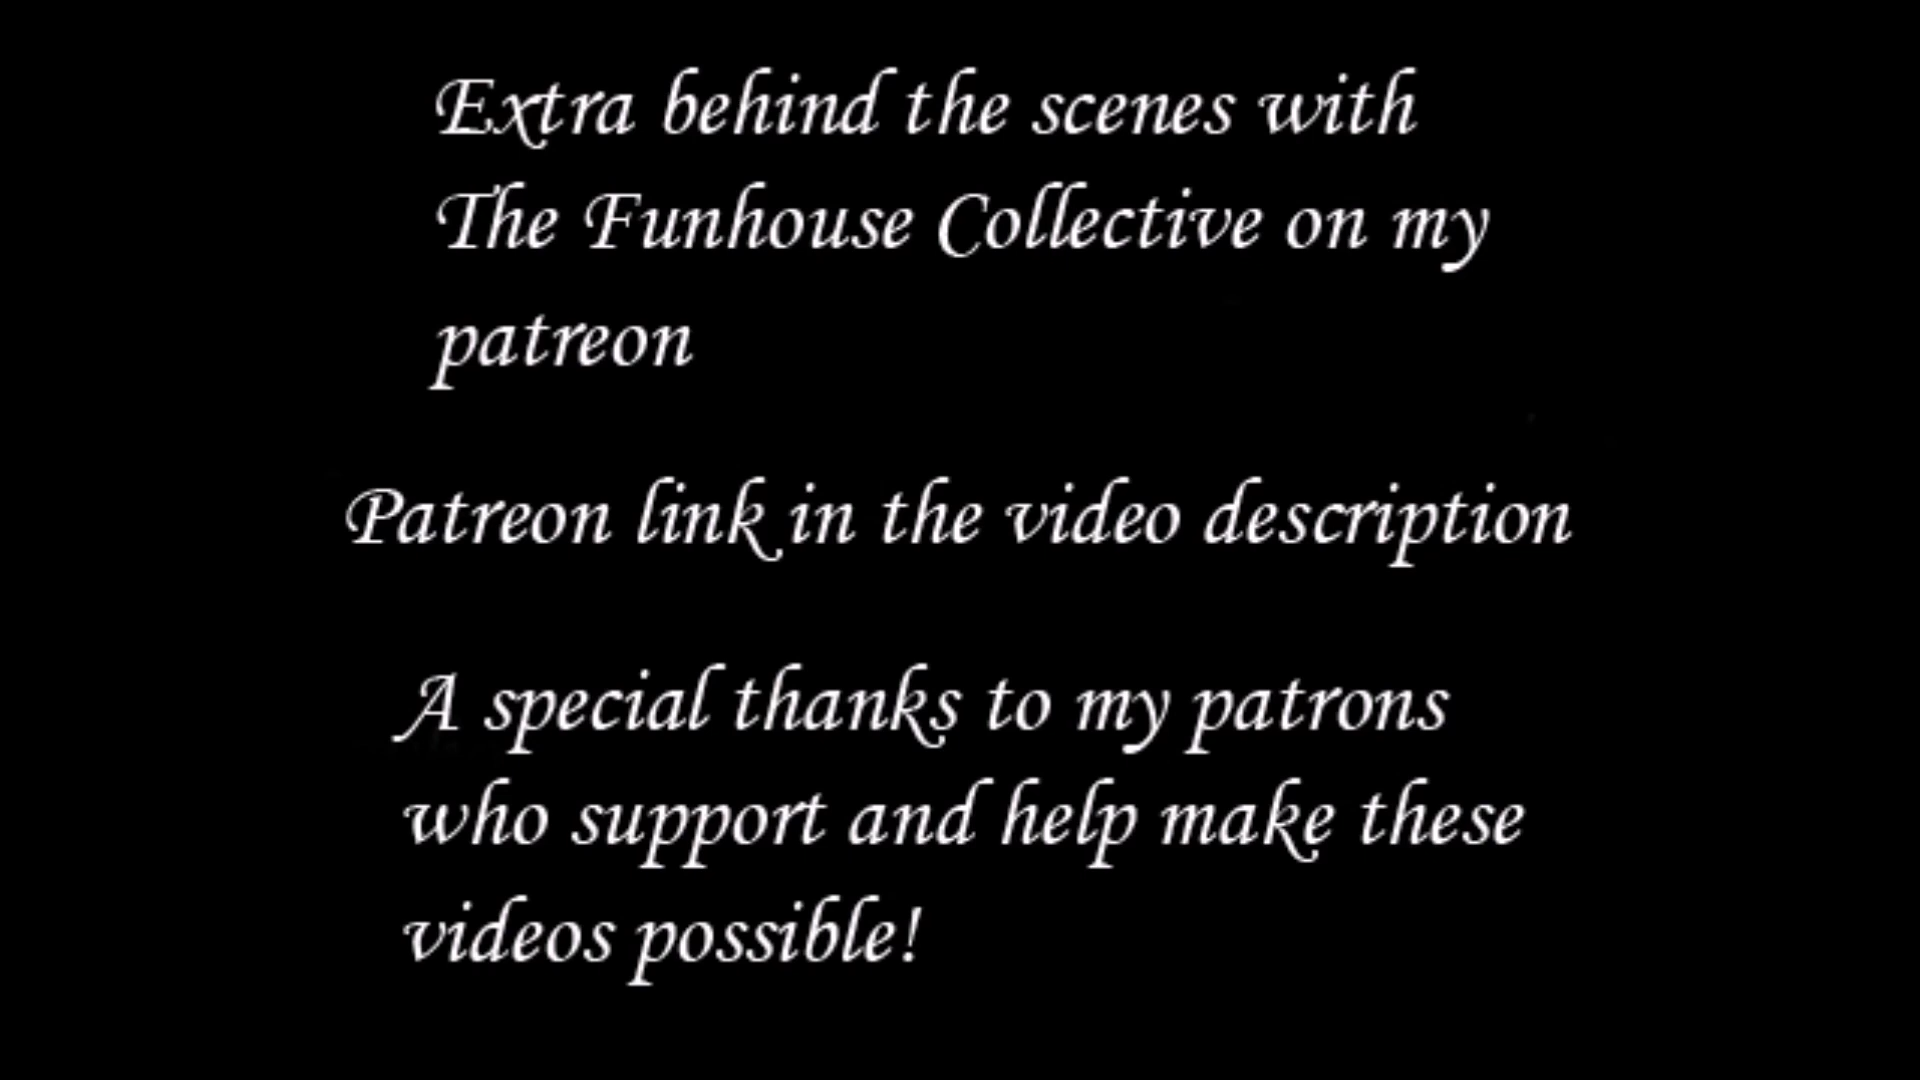 Extra behind the scenes with
The Funhouse Collective on my
patreon
Patreon link in the video description
A special thanks to my patrons
who support and help make these
videos possible!